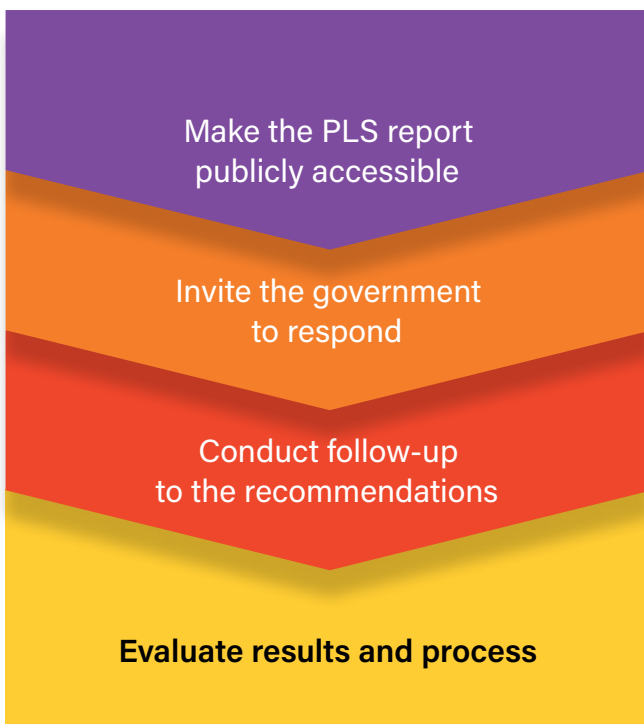 Make the PLS report
publicly accessible
Invite the government
to respond
Conduct follow-up
to the recommendations
Evaluate results and process